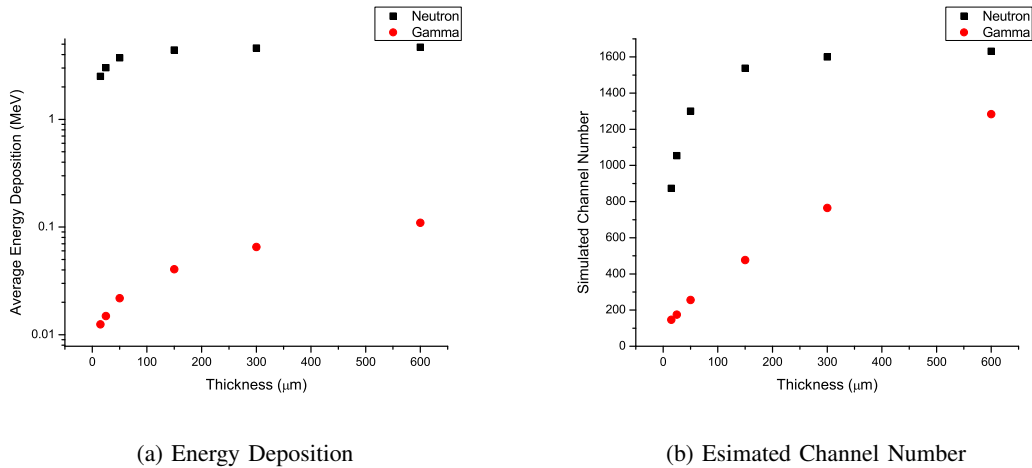 Neutron
Gamma
Average Energy Deposition (MeV)
1
0.1
0.01
0 100 200 300 400 500 600
Thickness (μm)
(a) Energy Deposition
Neutron
Gamma
Simulated Channel Number
1600
1400
1200
1000
800
600
400
200
0
0 100 200 300 400 500 600
Thickness (μm)
(b) Esimated Channel Number